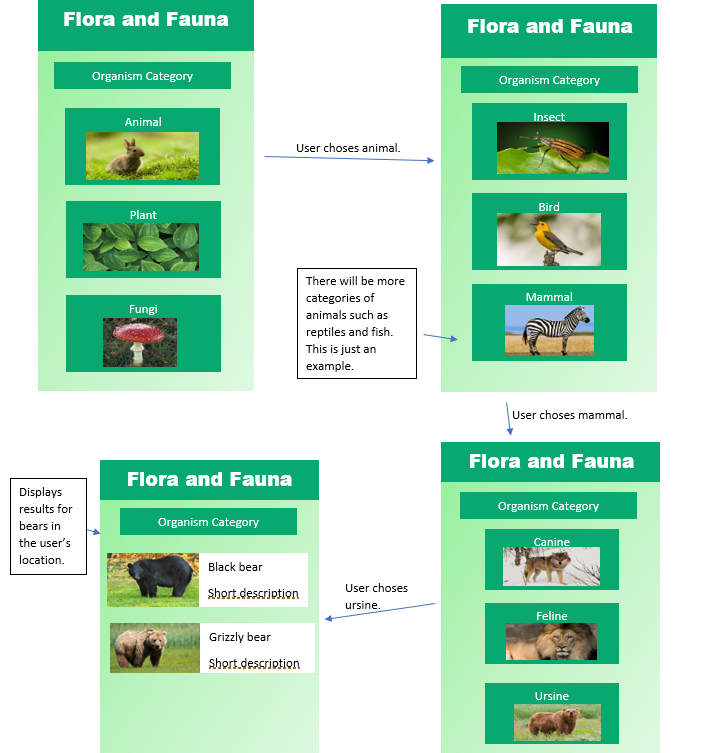 Flora and Fauna
Organism Category
Animal
Plant
Fungi
User choses animal.
Flora and Fauna
Organism Category
Insect
Bird
Mammal
There will be more
categories of
animals such as
reptiles and fish.
This is just an
example.
User choses mammal.
Flora and Fauna
Organism Category
Canine
Feline
Ursine
User choses
ursine.
Flora and Fauna
Organism Category
Black bear
Short description
Grizzly bear
Short description
Displays
results for
bears in
the user’s
location.